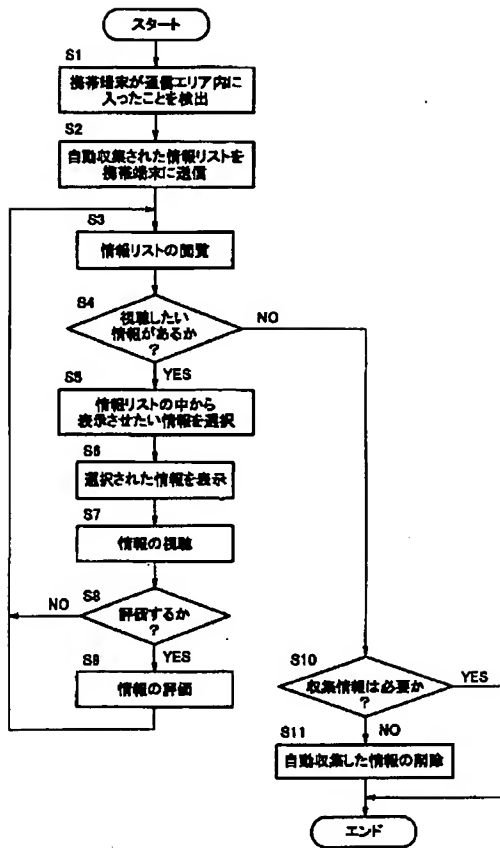 スタート
S1
携帯端末が通信エリア内に
入ったことを検出
S2
自動収集された情報リストを
携帯端末に送信
S3
情報リストの閲覧
S4
視聴したい
情報があるか
?
NO
YES
S5
情報リストの中から
表示させたい情報を選択
S6
選択された情報を表示
S7
情報の視聴
S8
評価するか
?
NO
YES
S9
情報の評価
S10
収集情報は必要か
?
YES
NO
S11
自動収集した情報の削除
エンド